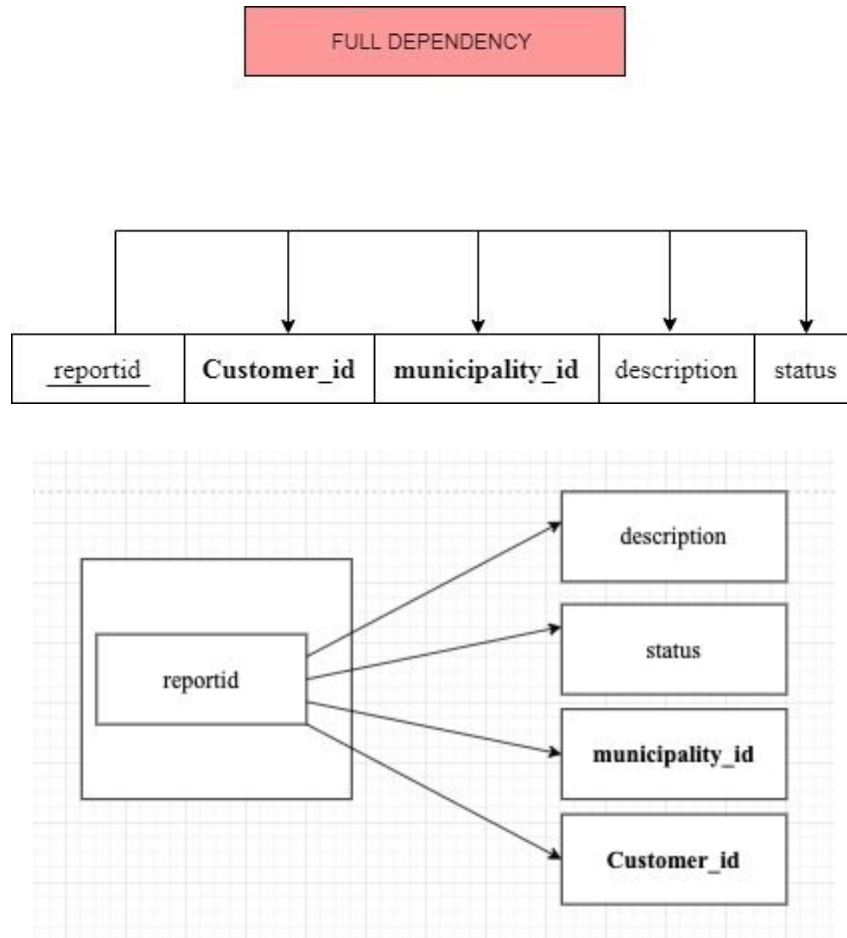 FULL DEPENDENCY
reportid Customer_id municipality_id description status
description
status
reportid
municipality_id
Customer_id